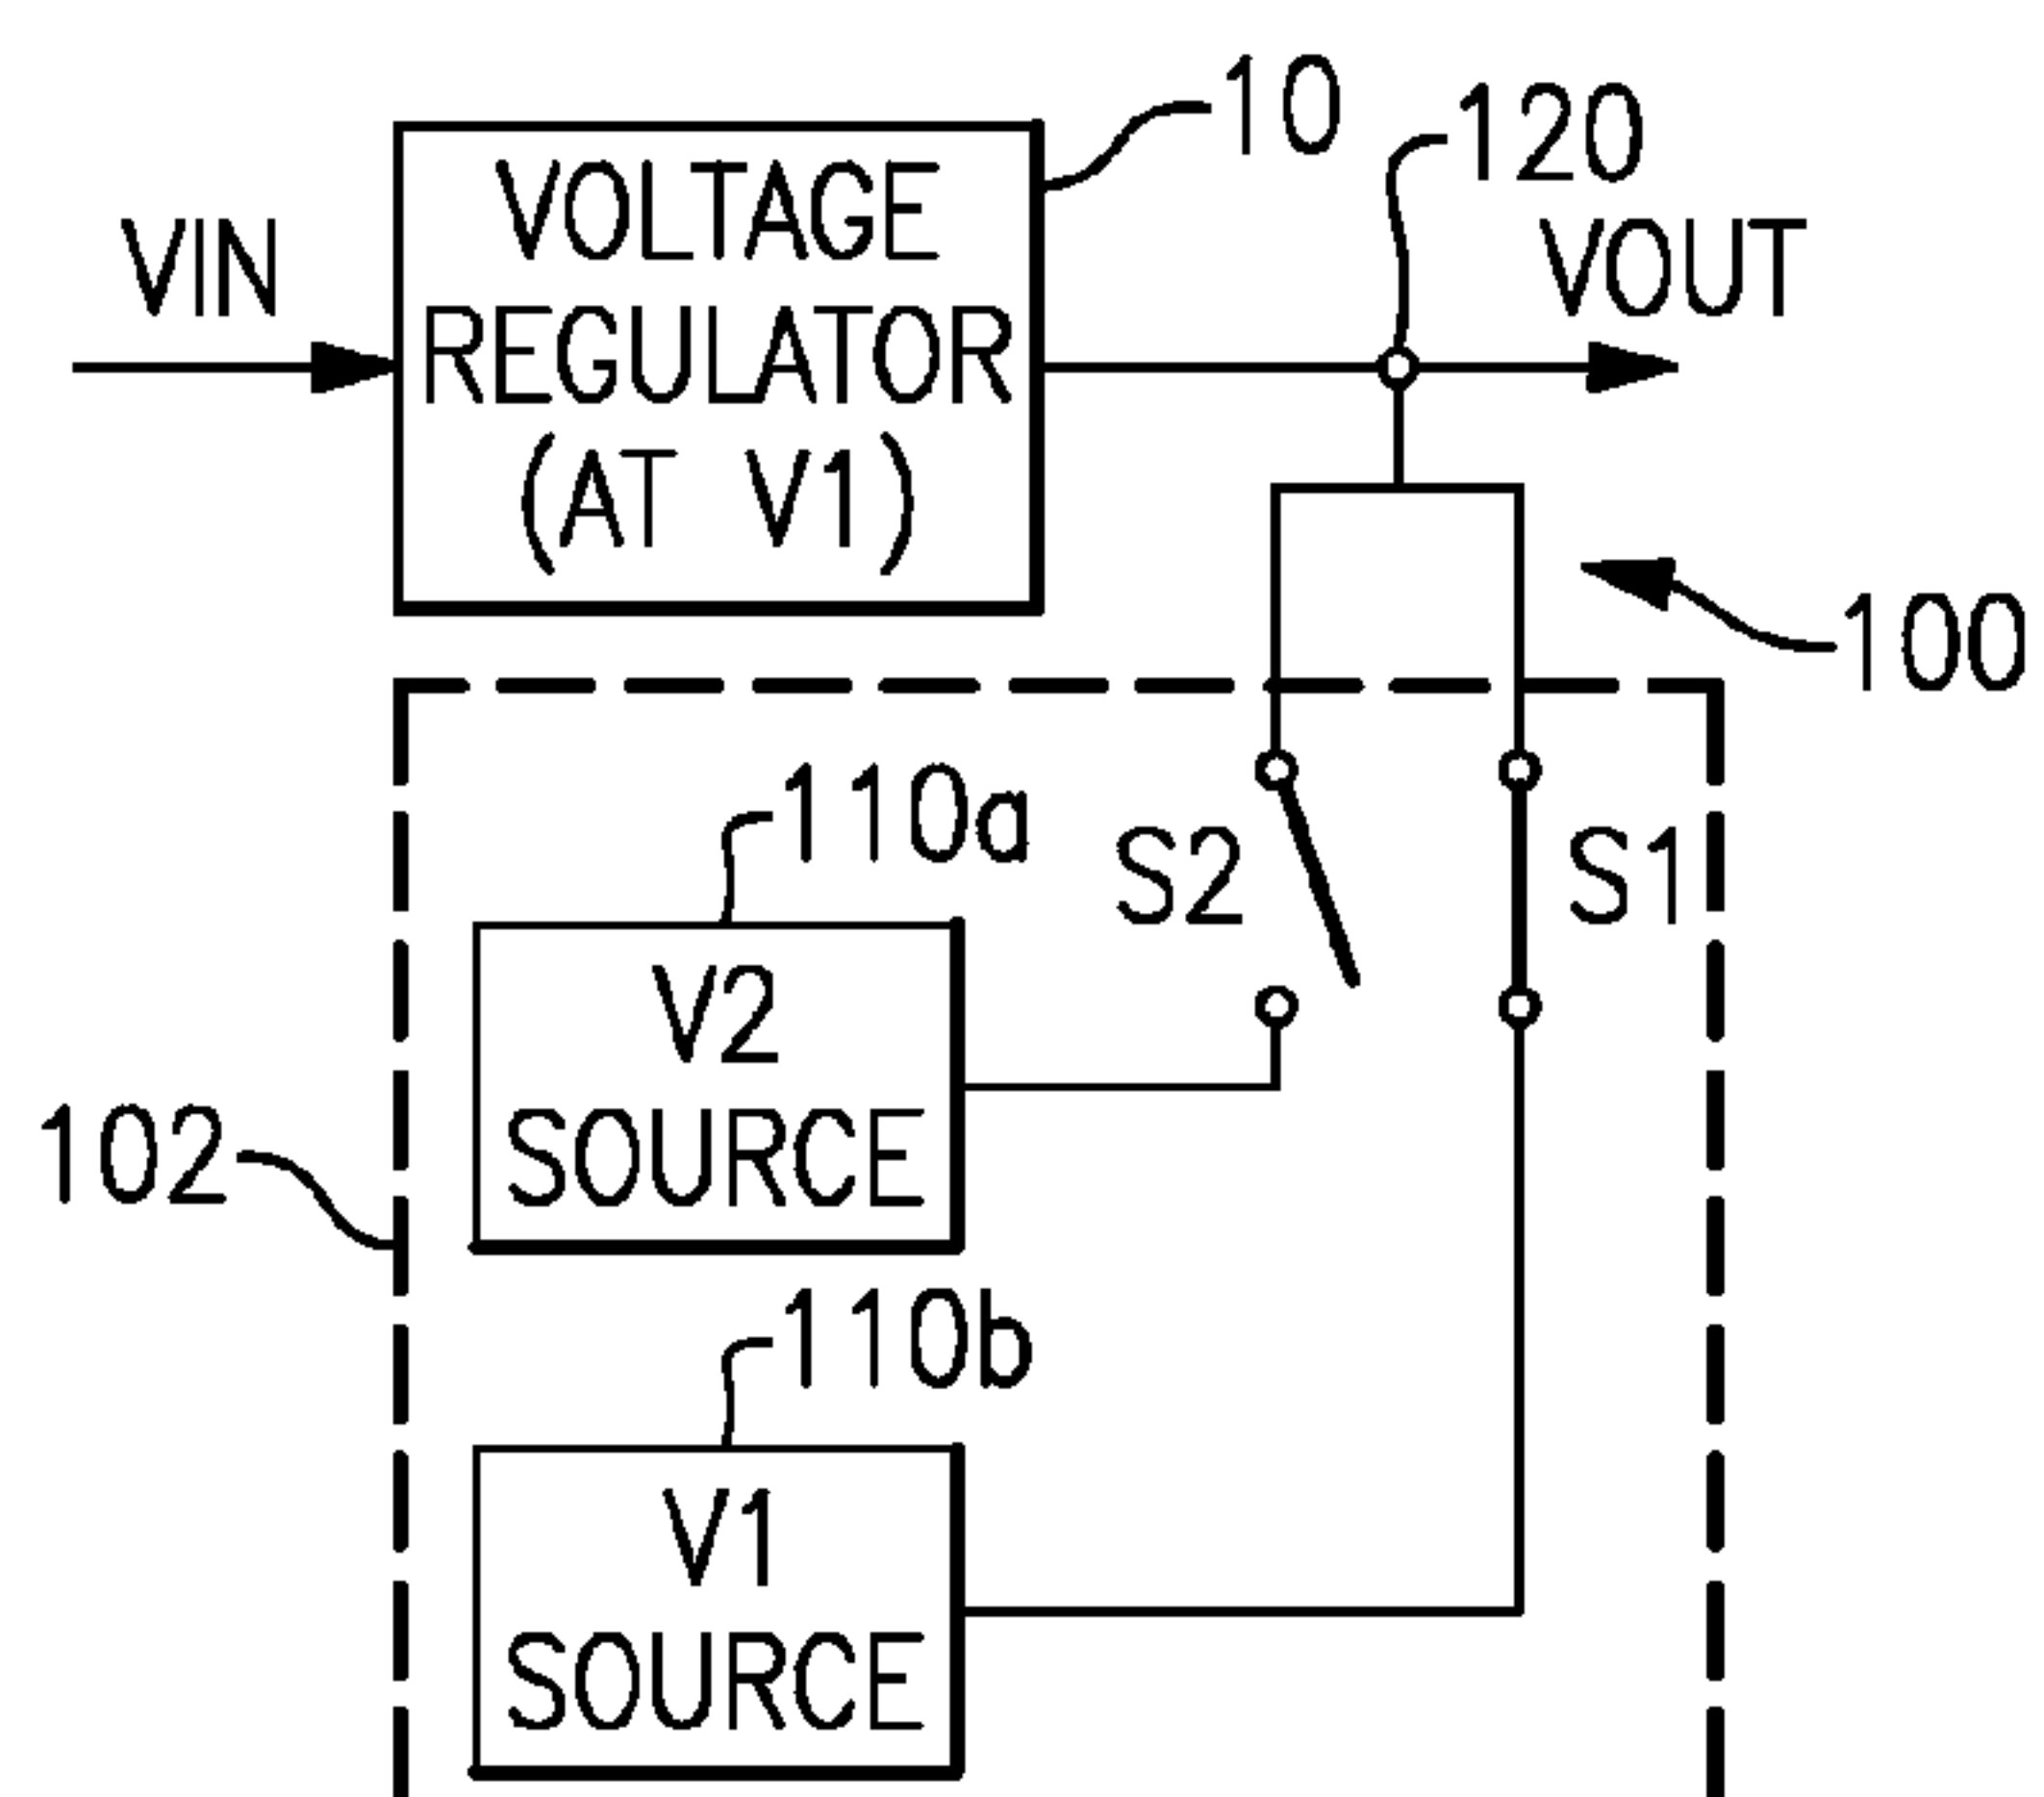 10
120
VIN
VOLTAGE
REGULATOR
(AT V1)
VOUT
100
110a
S2
S1
V2
SOURCE
102
110b
V1
SOURCE